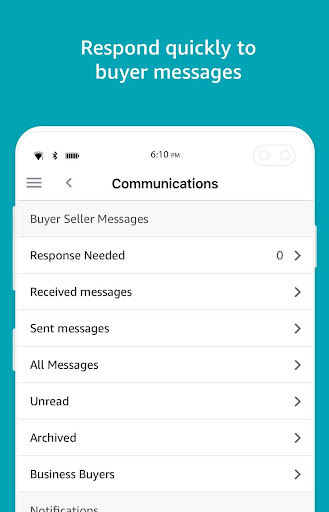 Respond quickly to
buyer messages
6:10 PM
Communications
Buyer Seller Messages
Response Needed 0
Received messages
Sent messages
All Messages
Unread
Archived
Business Buyers
Notifications